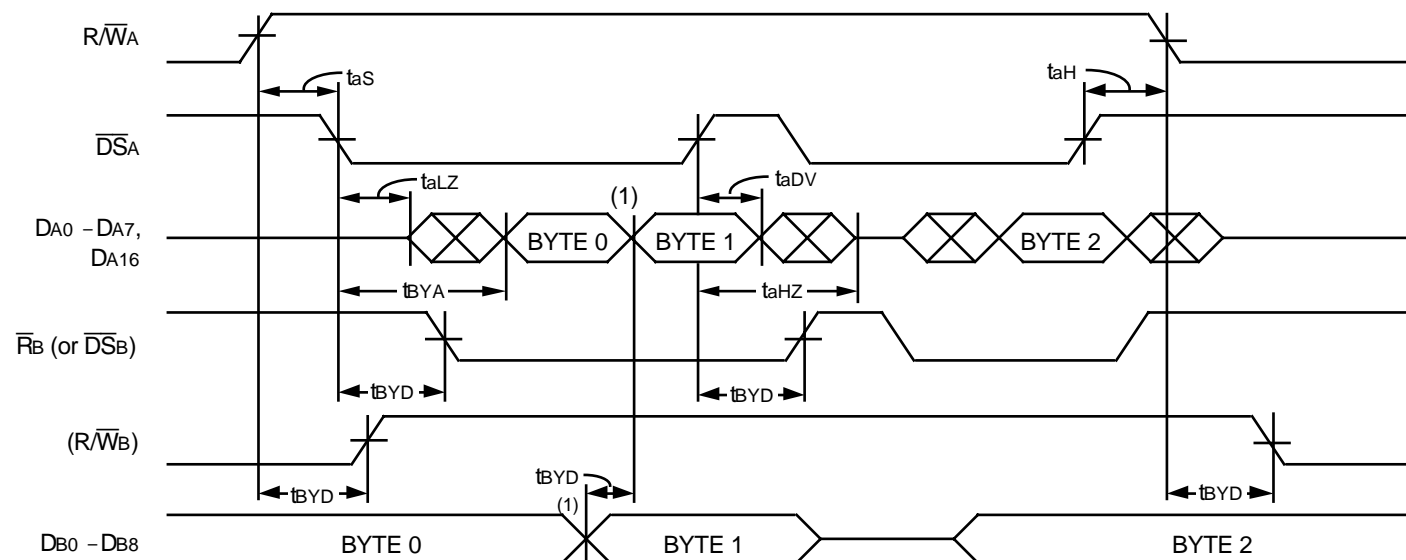 R/W̅A
taS
taH
D̅S̅A
taLZ
(1)
taDV
DA0 – DA7,
DA16
BYTE 0
BYTE 1
BYTE 2
tBYA
taHZ
R̅B (or D̅S̅B)
tBYD
tBYD
(R/W̅B)
tBYD
tBYD
tBYD
(1)
DB0 – DB8
BYTE 0
BYTE 1
BYTE 2